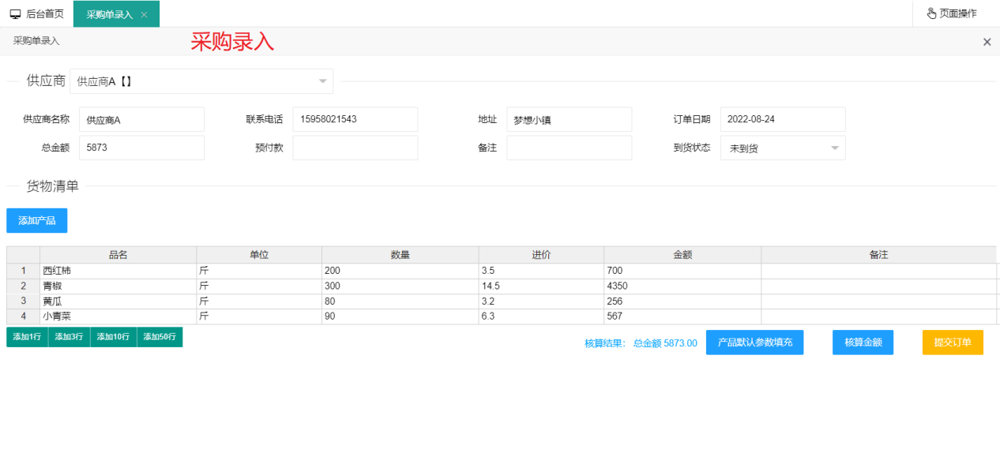 后台首页 采购单录入 × 页面操作
采购单录入 采购录入 ×
供应商 供应商A【】
供应商名称 供应商A 联系电话 15958021543 地址 梦想小镇 订单日期 2022-08-24
总金额 5873 预付款 备注 到货状态 未到货
货物清单
添加产品
品名 单位 数量 进价 金额 备注
1 西红柿 斤 200 3.5 700
2 青椒 斤 300 14.5 4350
3 黄瓜 斤 80 3.2 256
4 小青菜 斤 90 6.3 567
添加1行 添加3行 添加10行 添加50行 核算结果： 总金额 5873.00 产品默认参数填充 核算金额 提交订单